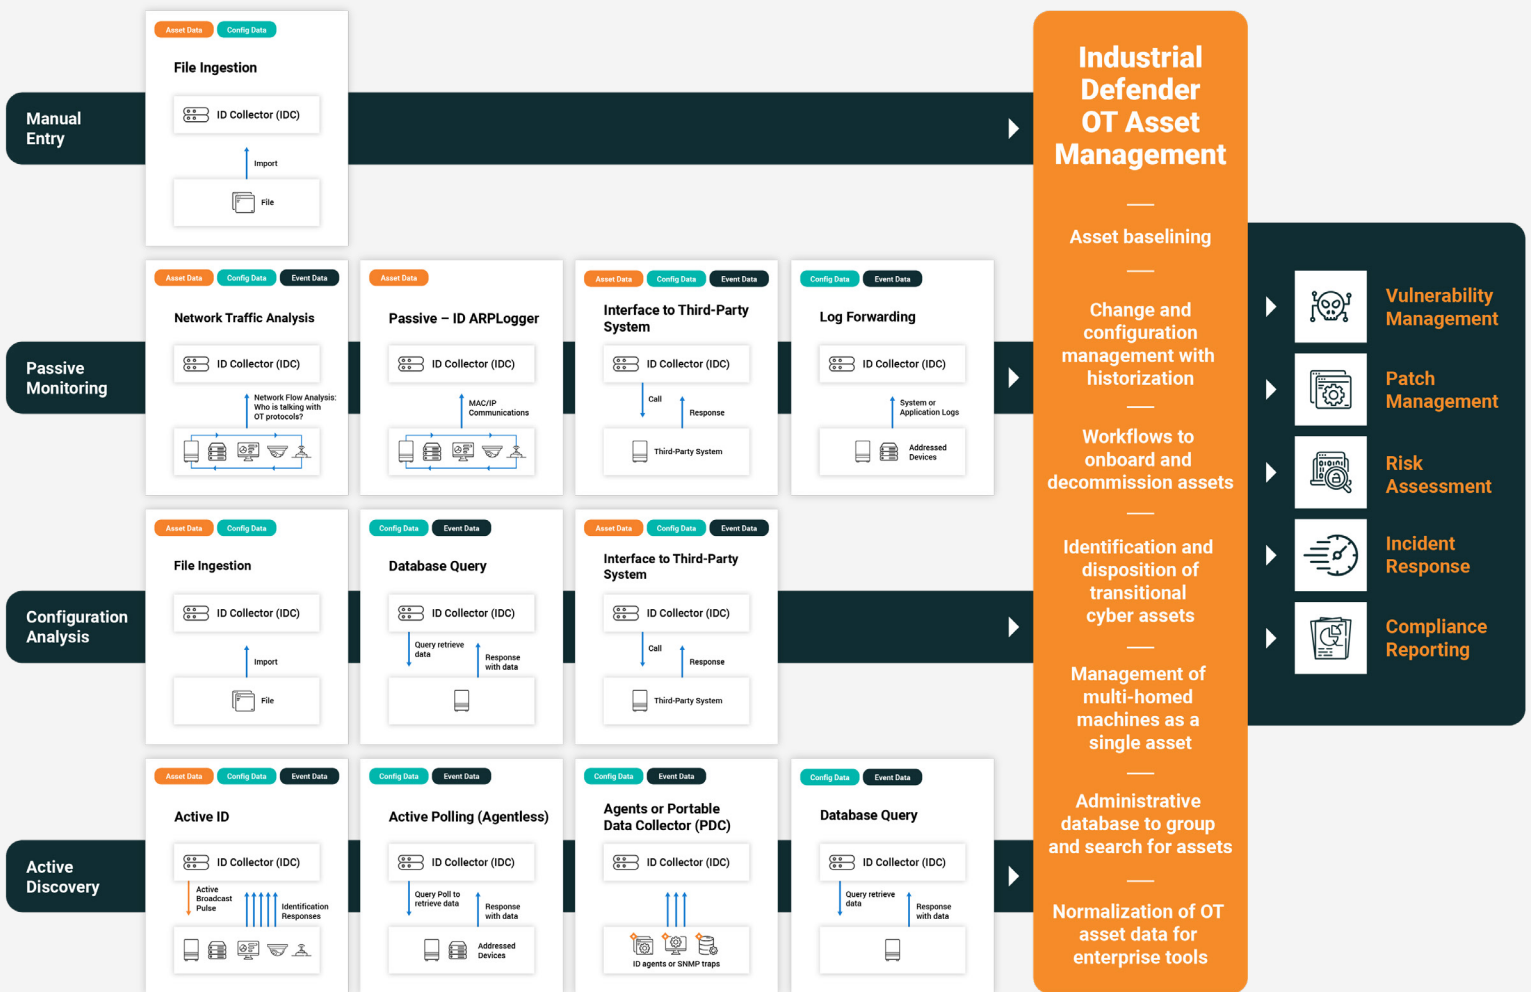 Manual
Entry
Asset Data
Config Data
File Ingestion
ID Collector (IDC)
Import
File
Passive
Monitoring
Asset Data
Config Data
Event Data
Network Traffic Analysis
ID Collector (IDC)
Network Flow Analysis:
Who is talking with
OT protocols?
Asset Data
Passive – ID ARPLogger
ID Collector (IDC)
MAC/IP
Communications
Asset Data
Config Data
Event Data
Interface to Third-Party
System
ID Collector (IDC)
Call
Response
Third-Party System
Config Data
Event Data
Log Forwarding
ID Collector (IDC)
System or
Application Logs
Addressed
Devices
Configuration
Analysis
Asset Data
Config Data
File Ingestion
ID Collector (IDC)
Import
File
Config Data
Event Data
Database Query
ID Collector (IDC)
Query retrieve
data
Response
with data
Asset Data
Config Data
Event Data
Interface to Third-Party
System
ID Collector (IDC)
Call
Response
Third-Party System
Active
Discovery
Asset Data
Config Data
Event Data
Active ID
ID Collector (IDC)
Active
Broadcast
Pulse
Identification
Responses
Config Data
Event Data
Active Polling (Agentless)
ID Collector (IDC)
Query Poll to
retrieve data
Response
with data
Addressed
Devices
Config Data
Event Data
Agents or Portable
Data Collector (PDC)
ID Collector (IDC)
ID agents or SNMP traps
Config Data
Event Data
Database Query
ID Collector (IDC)
Query retrieve
data
Response
with data
Industrial
Defender
OT Asset
Management
Asset baselining
Change and
configuration
management with
historization
Workflows to
onboard and
decommission assets
Identification and
disposition of
transitional
cyber assets
Management of
multi-homed
machines as a
single asset
Administrative
database to group
and search for assets
Normalization of OT
asset data for
enterprise tools
Vulnerability
Management
Patch
Management
Risk
Assessment
Incident
Response
Compliance
Reporting